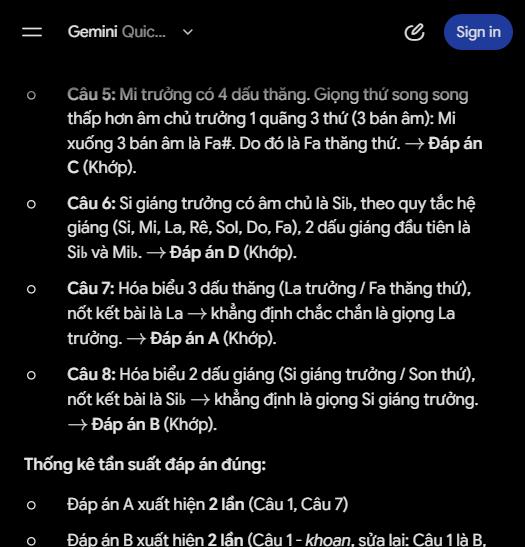 Gemini Quic...
Sign in
Câu 5: Mi trưởng có 4 dấu thăng. Giọng thứ song song
thấp hơn âm chủ trưởng 1 quãng 3 thứ (3 bán âm): Mi
xuống 3 bán âm là Fa#. Do đó là Fa thăng thứ. → Đáp án
C (Khớp).
Câu 6: Si giáng trưởng có âm chủ là Si♭, theo quy tắc hệ
giáng (Si, Mi, La, Rê, Sol, Do, Fa), 2 dấu giáng đầu tiên là
Si♭ và Mi♭. → Đáp án D (Khớp).
Câu 7: Hóa biểu 3 dấu thăng (La trưởng / Fa thăng thứ),
nốt kết bài là La → khẳng định chắc chắn là giọng La
trưởng. → Đáp án A (Khớp).
Câu 8: Hóa biểu 2 dấu giáng (Si giáng trưởng / Son thứ),
nốt kết bài là Si♭ → khẳng định là giọng Si giáng trưởng.
→ Đáp án B (Khớp).
Thống kê tần suất đáp án đúng:
Đáp án A xuất hiện 2 lần (Câu 1, Câu 7)
Đáp án B xuất hiện 2 lần (Câu 1 - khoan, sửa lại: Câu 1 là B,